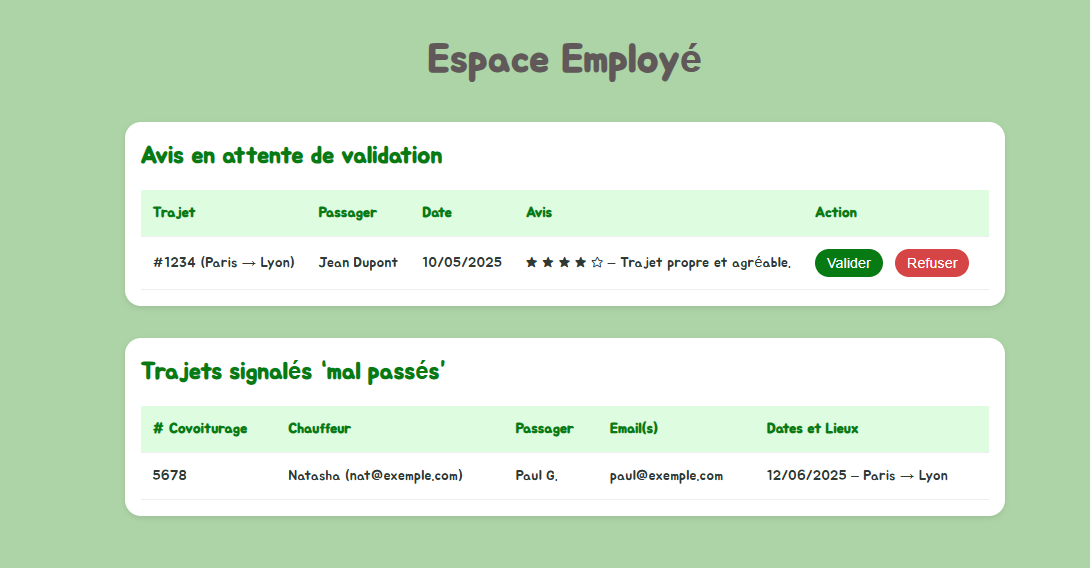 Espace Employé
Avis en attente de validation
Trajet Passager Date Avis Action
#1234 (Paris → Lyon) Jean Dupont 10/05/2025 ★ ★ ★ ★ ☆ – Trajet propre et agréable. Valider Refuser
Trajets signalés 'mal passés'
# Covoiturage Chauffeur Passager Email(s) Dates et Lieux
5678 Natasha (nat@exemple.com) Paul G. paul@exemple.com 12/06/2025 – Paris → Lyon